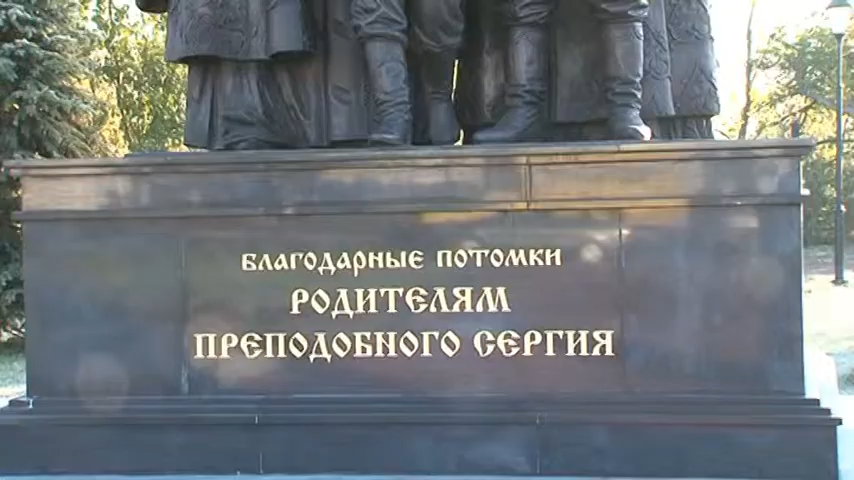 БЛАГОДАРНЫЕ ПОТОМКИ
РОДИТЕЛЯМ
ПРЕПОДОБНОГО СЕРГИЯ